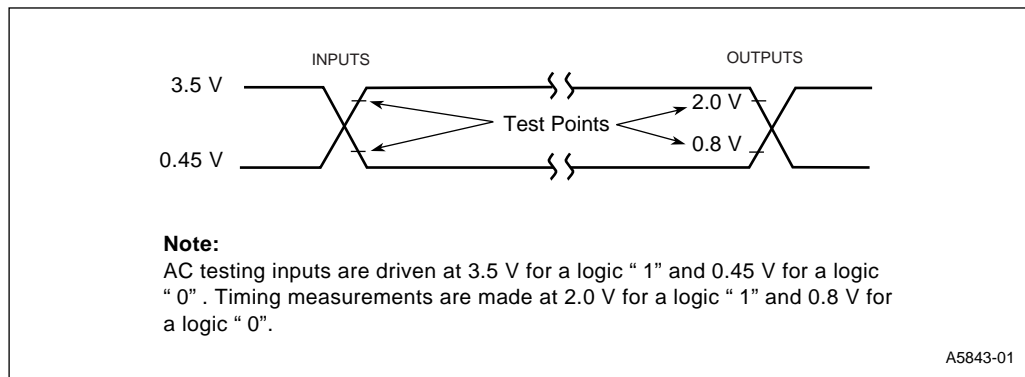 INPUTS
OUTPUTS
3.5 V
2.0 V
Test Points
0.8 V
0.45 V
Note:
AC testing inputs are driven at 3.5 V for a logic “ 1” and 0.45 V for a logic
“ 0” . Timing measurements are made at 2.0 V for a logic “ 1” and 0.8 V for
a logic “ 0”.
A5843-01